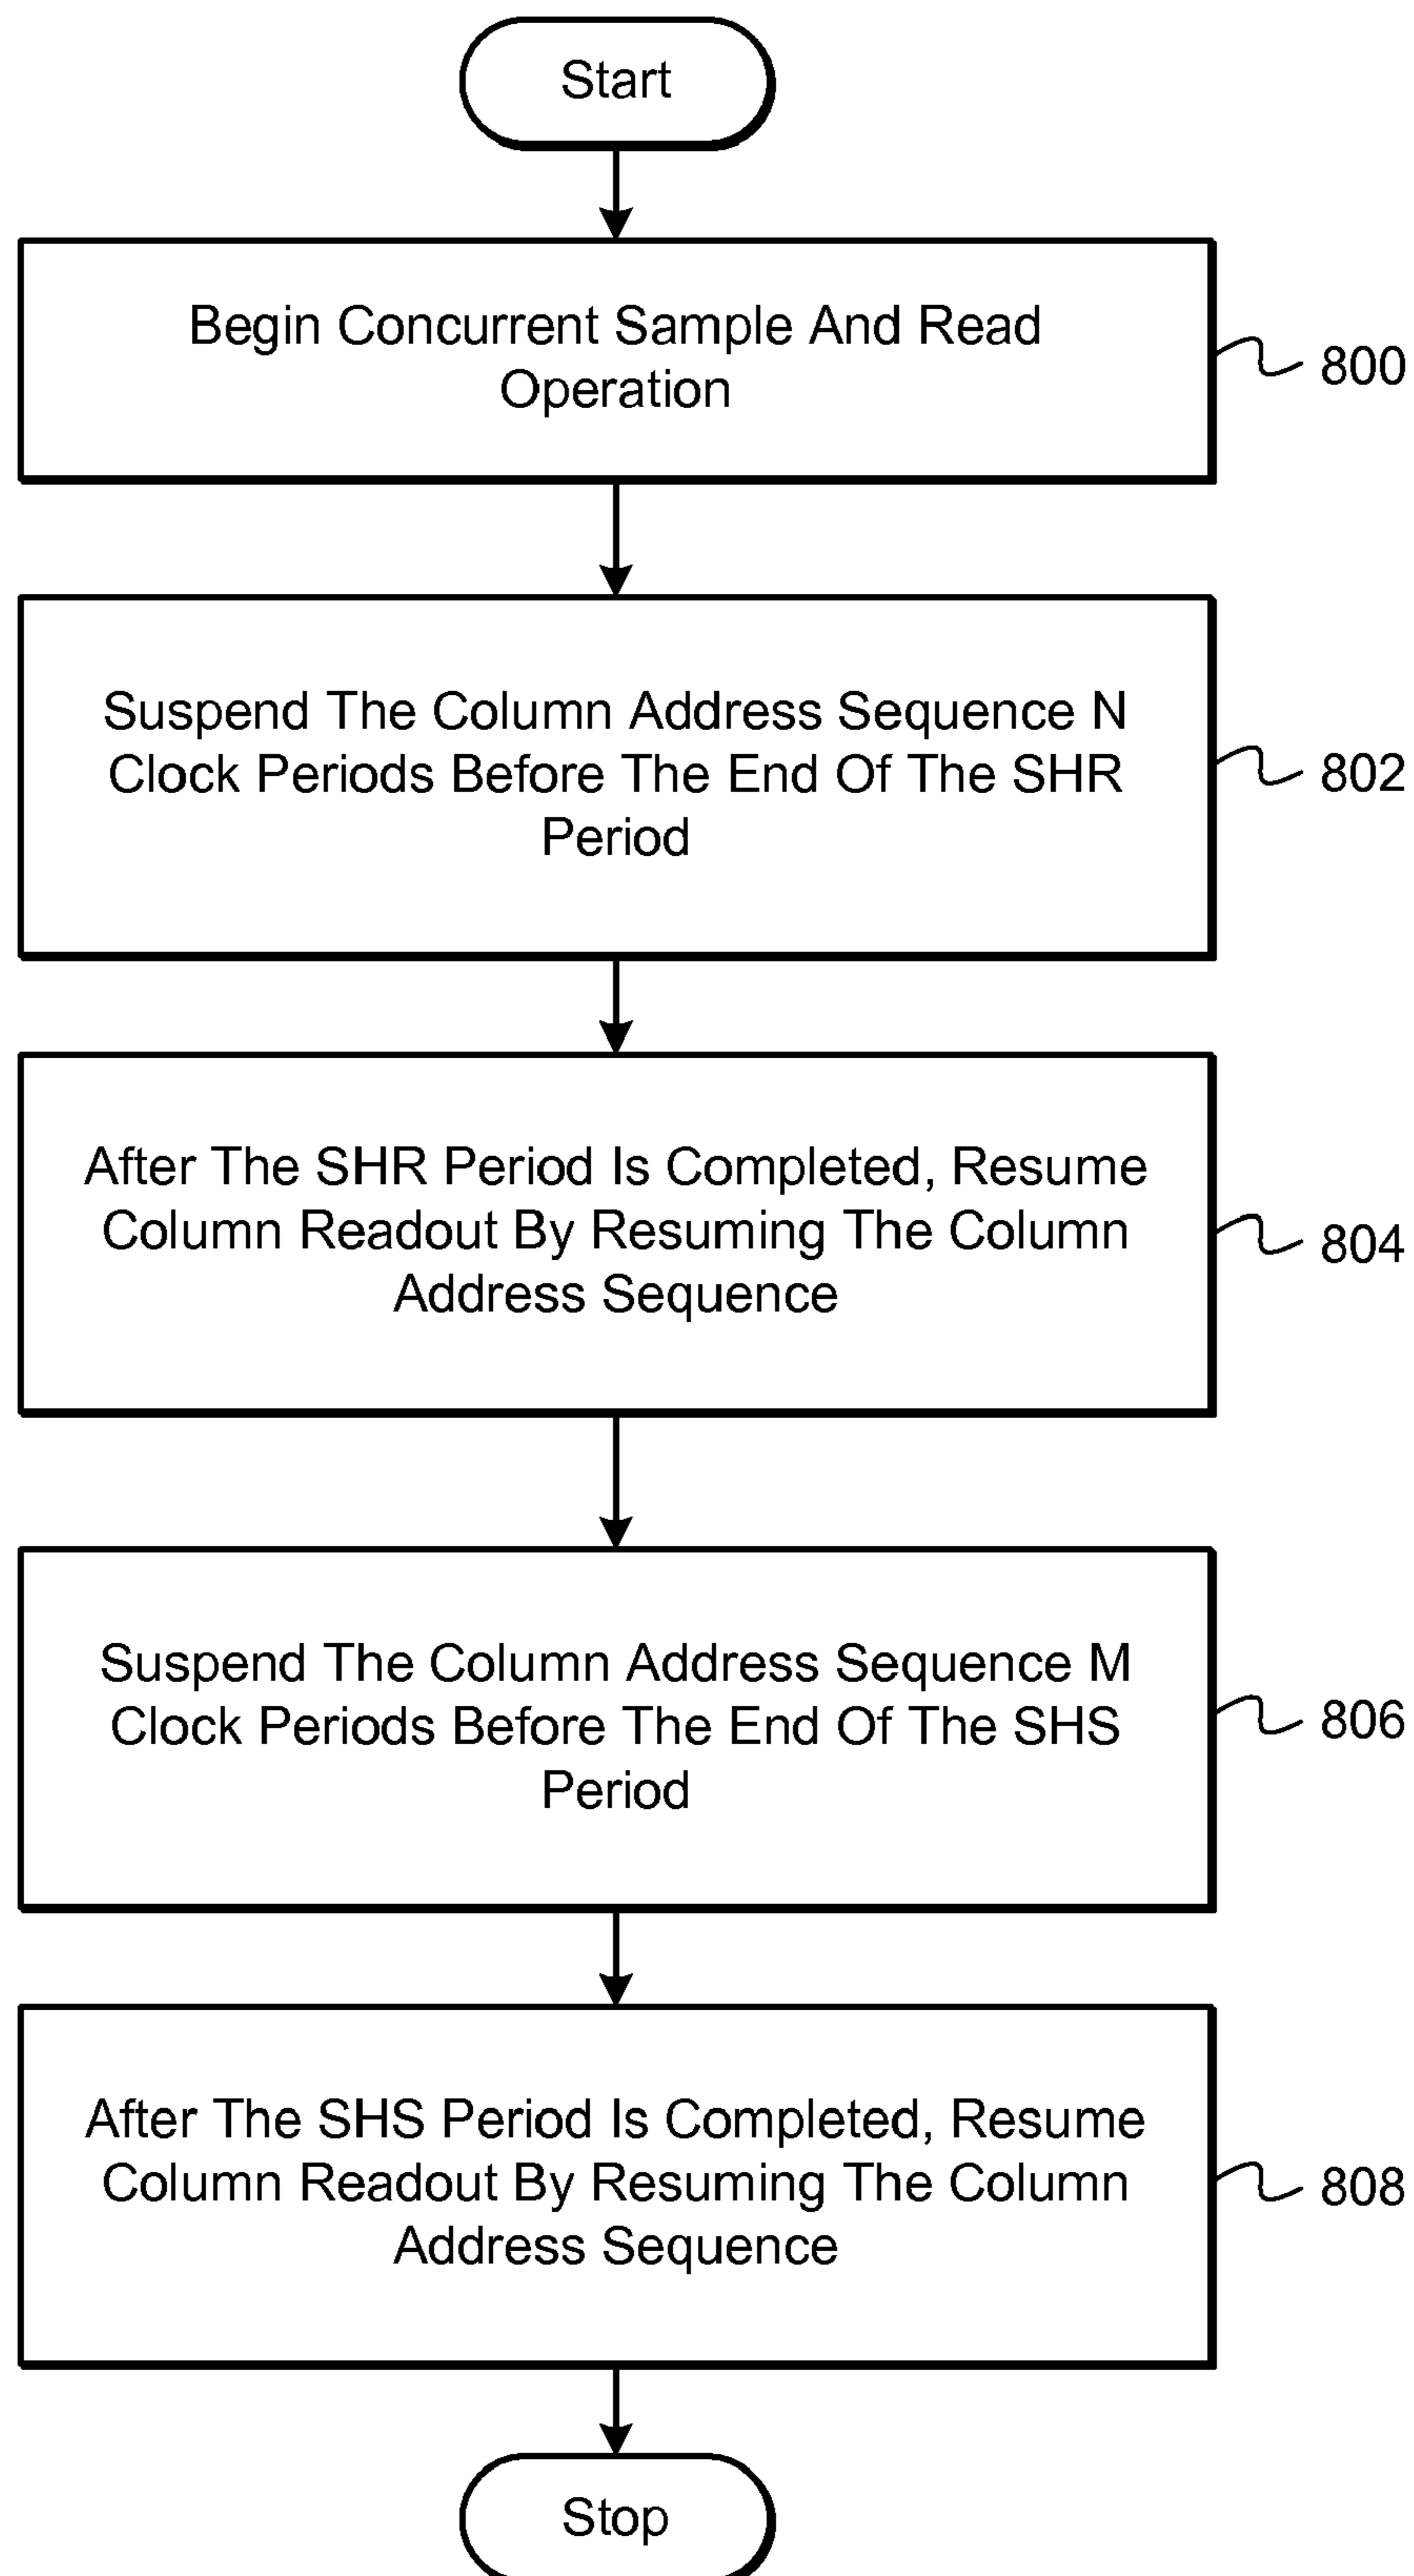 Start
Begin Concurrent Sample And Read
Operation
800
Suspend The Column Address Sequence N
Clock Periods Before The End Of The SHR
Period
802
After The SHR Period Is Completed, Resume
Column Readout By Resuming The Column
Address Sequence
804
Suspend The Column Address Sequence M
Clock Periods Before The End Of The SHS
Period
806
After The SHS Period Is Completed, Resume
Column Readout By Resuming The Column
Address Sequence
808
Stop